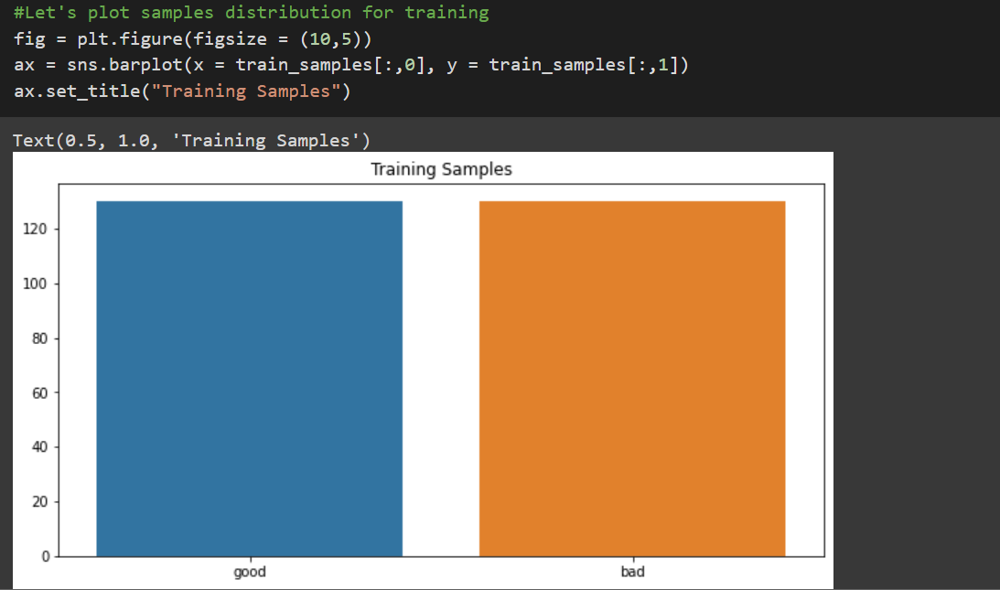 #Let's plot samples distribution for training
fig = plt.figure(figsize = (10,5))
ax = sns.barplot(x = train_samples[:,0], y = train_samples[:,1])
ax.set_title("Training Samples")
Text(0.5, 1.0, 'Training Samples')
Training Samples
120
100
80
60
40
20
0
good bad